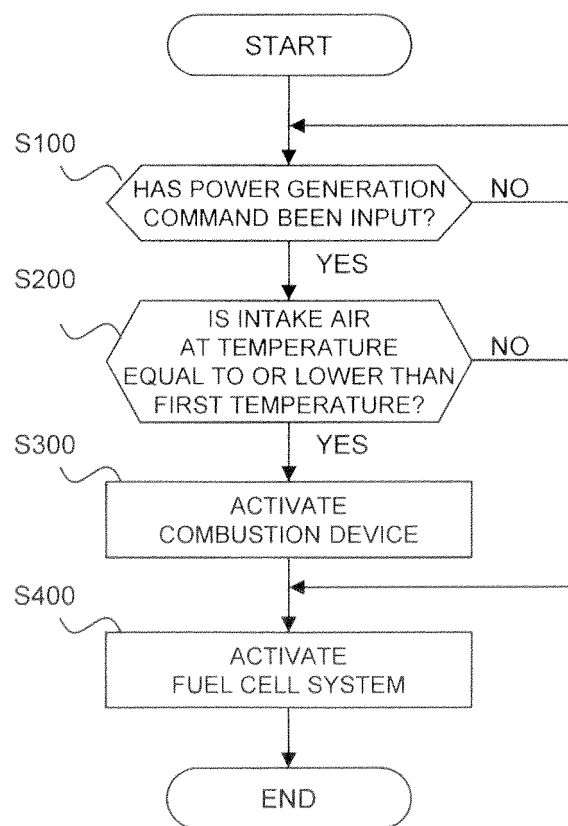 START
S100
HAS POWER GENERATION
COMMAND BEEN INPUT?
NO
YES
S200
IS INTAKE AIR
AT TEMPERATURE
EQUAL TO OR LOWER THAN
FIRST TEMPERATURE?
NO
YES
S300
ACTIVATE
COMBUSTION DEVICE
S400
ACTIVATE
FUEL CELL SYSTEM
END